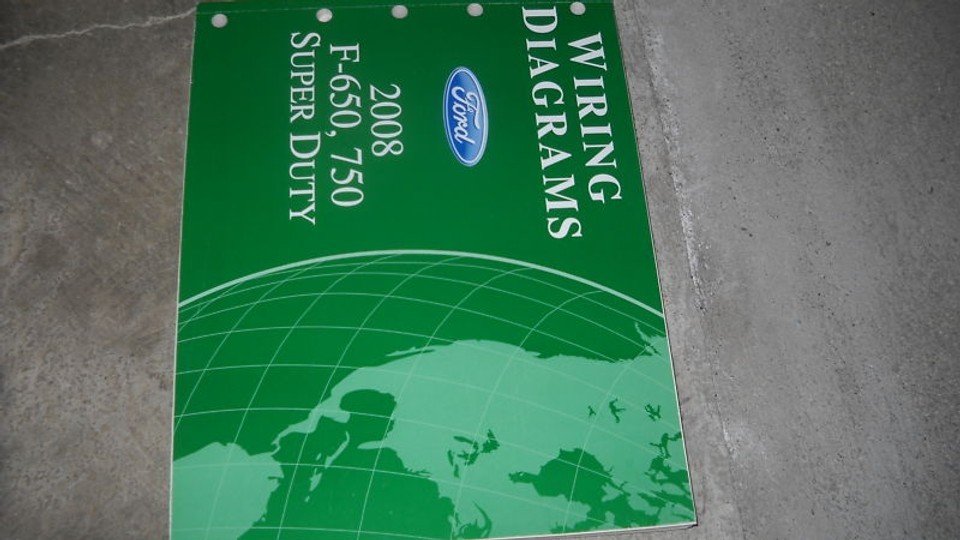 WIRING
DIAGRAMS
Ford
2008
F-650, 750
SUPER DUTY